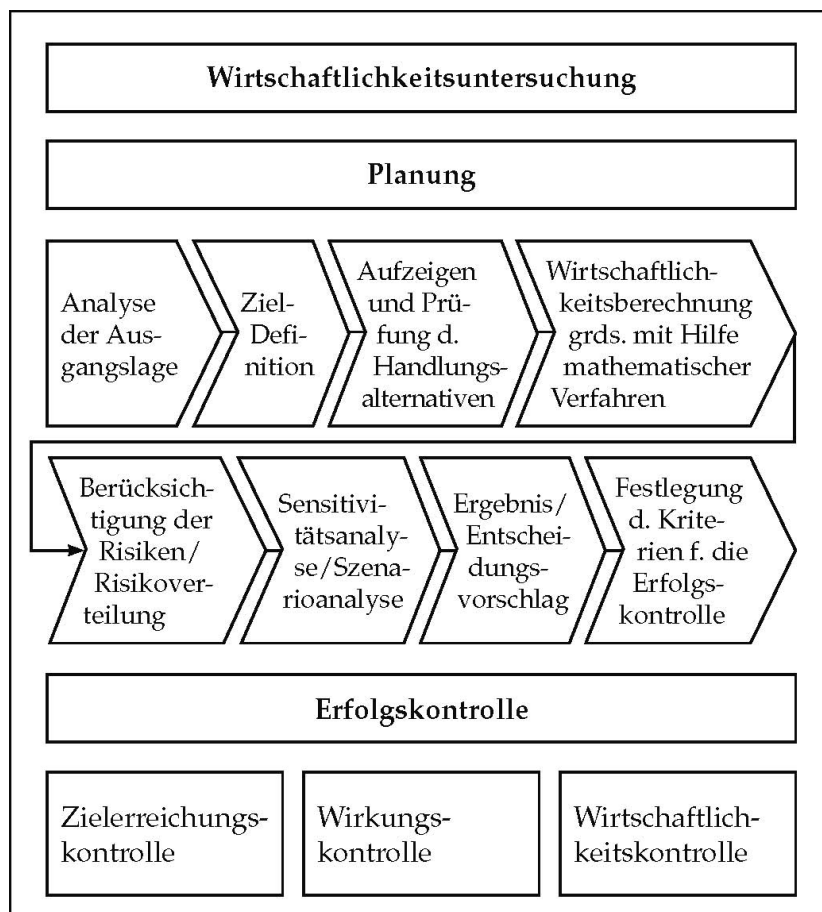 Wirtschaftlichkeitsuntersuchung
Planung
Analyse
der Aus-
gangslage
Ziel-
Defi-
nition
Aufzeigen
und Prü-
fung d.
Handlungs-
alternativen
Wirtschaftlich-
keitsberechnung
grds. mit Hilfe
mathematischer
Verfahren
Berücksich-
tigung der
Risiken/
Risikover-
teilung
Sensitivi-
tätsanaly-
se/Szena-
rioanalyse
Ergebnis/
Entschei-
dungs-
vorschlag
Festlegung
d. Krite-
rien f. die
Erfolgs-
kontrolle
Erfolgskontrolle
Zielerreichungs-
kontrolle
Wirkungs-
kontrolle
Wirtschaftlich-
keitskontrolle